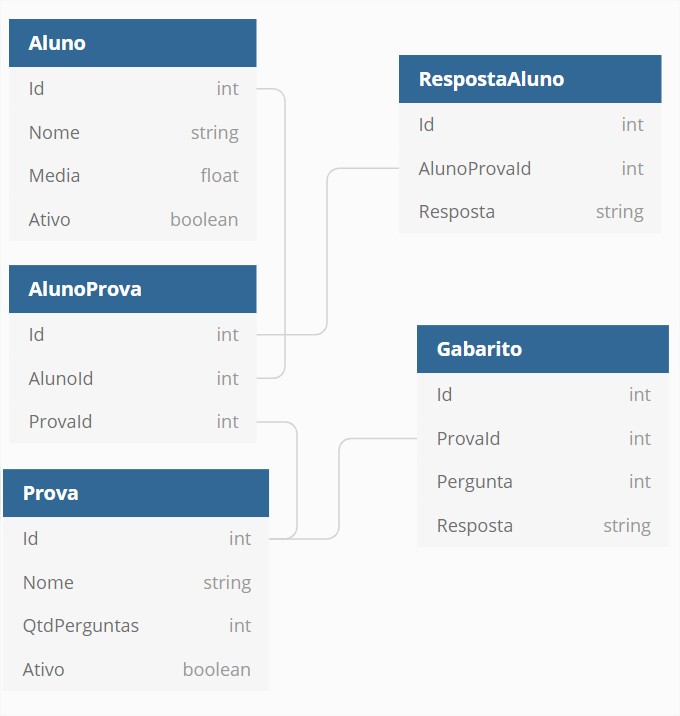 Aluno
Id int
Nome string
Media float
Ativo boolean
AlunoProva
Id int
AlunoId int
ProvaId int
Prova
Id int
Nome string
QtdPerguntas int
Ativo boolean
RespostaAluno
Id int
AlunoProvaId int
Resposta string
Gabarito
Id int
ProvaId int
Pergunta int
Resposta string